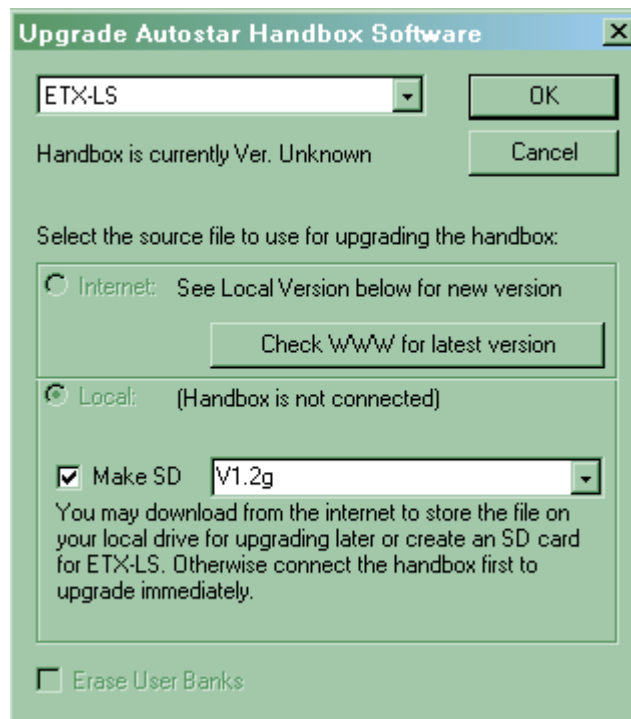 Upgrade Autostar Handbox Software
ETX-LS
OK
Handbox is currently Ver. Unknown
Cancel
Select the source file to use for upgrading the handbox:
Internet: See Local Version below for new version
Check WWW for latest version
Local: (Handbox is not connected)
Make SD V1.2g
You may download from the internet to store the file on
your local drive for upgrading later or create an SD card
for ETX-LS. Otherwise connect the handbox first to
upgrade immediately.
Erase User Banks